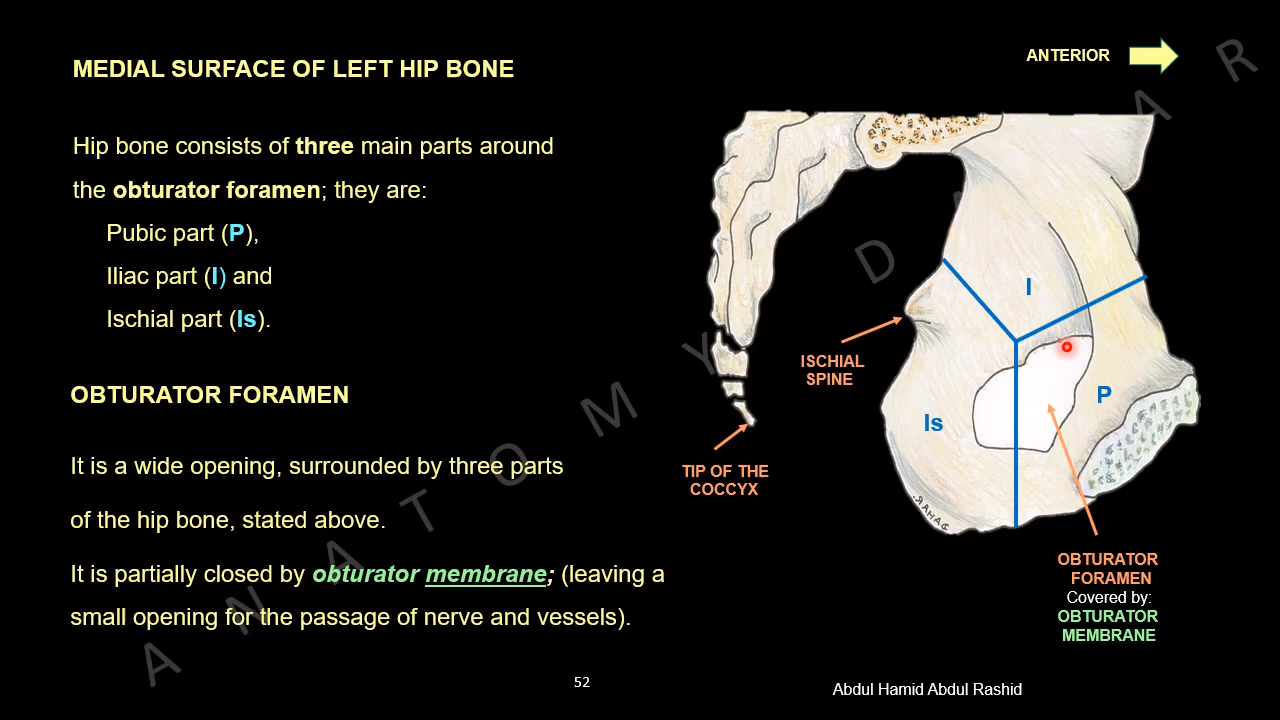 MEDIAL SURFACE OF LEFT HIP BONE
Hip bone consists of three main parts around
the obturator foramen; they are:
Pubic part (P),
Iliac part (I) and
Ischial part (Is).
OBTURATOR FORAMEN
It is a wide opening, surrounded by three parts
of the hip bone, stated above.
It is partially closed by obturator membrane; (leaving a
small opening for the passage of nerve and vessels).
ANTERIOR
I
ISCHIAL
SPINE
P
Is
TIP OF THE
COCCYX
OBTURATOR
FORAMEN
Covered by:
OBTURATOR
MEMBRANE
52
Abdul Hamid Abdul Rashid